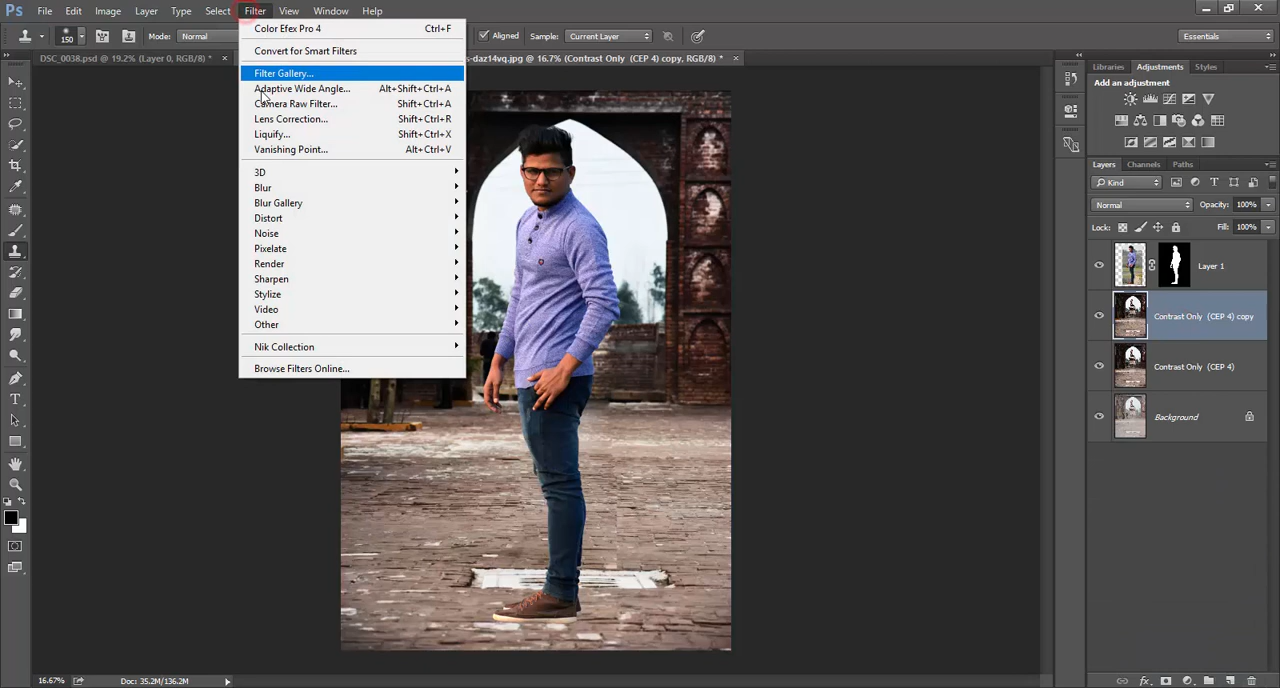 Ps File Edit Image Layer Type Select Filter View Window Help
150 Mode: Normal Aligned Sample: Current Layer Essentials
DSC_0038.psd @ 19.2% (Layer 0, RGB/8) * × s-daz14vq.jpg @ 16.7% (Contrast Only (CEP 4) copy, RGB/8) * ×
Color Efex Pro 4 Ctrl+F
Convert for Smart Filters
Filter Gallery...
Adaptive Wide Angle... Alt+Shift+Ctrl+A
Camera Raw Filter... Shift+Ctrl+A
Lens Correction... Shift+Ctrl+R
Liquify... Shift+Ctrl+X
Vanishing Point... Alt+Ctrl+V
3D
Blur
Blur Gallery
Distort
Noise
Pixelate
Render
Sharpen
Stylize
Video
Other
Nik Collection
Browse Filters Online...
Libraries Adjustments Styles
Add an adjustment
Layers Channels Paths
Kind
Normal Opacity: 100%
Lock: Fill: 100%
Layer 1
Contrast Only (CEP 4) copy
Contrast Only (CEP 4)
Background
16.67% Doc: 35.2M/136.2M